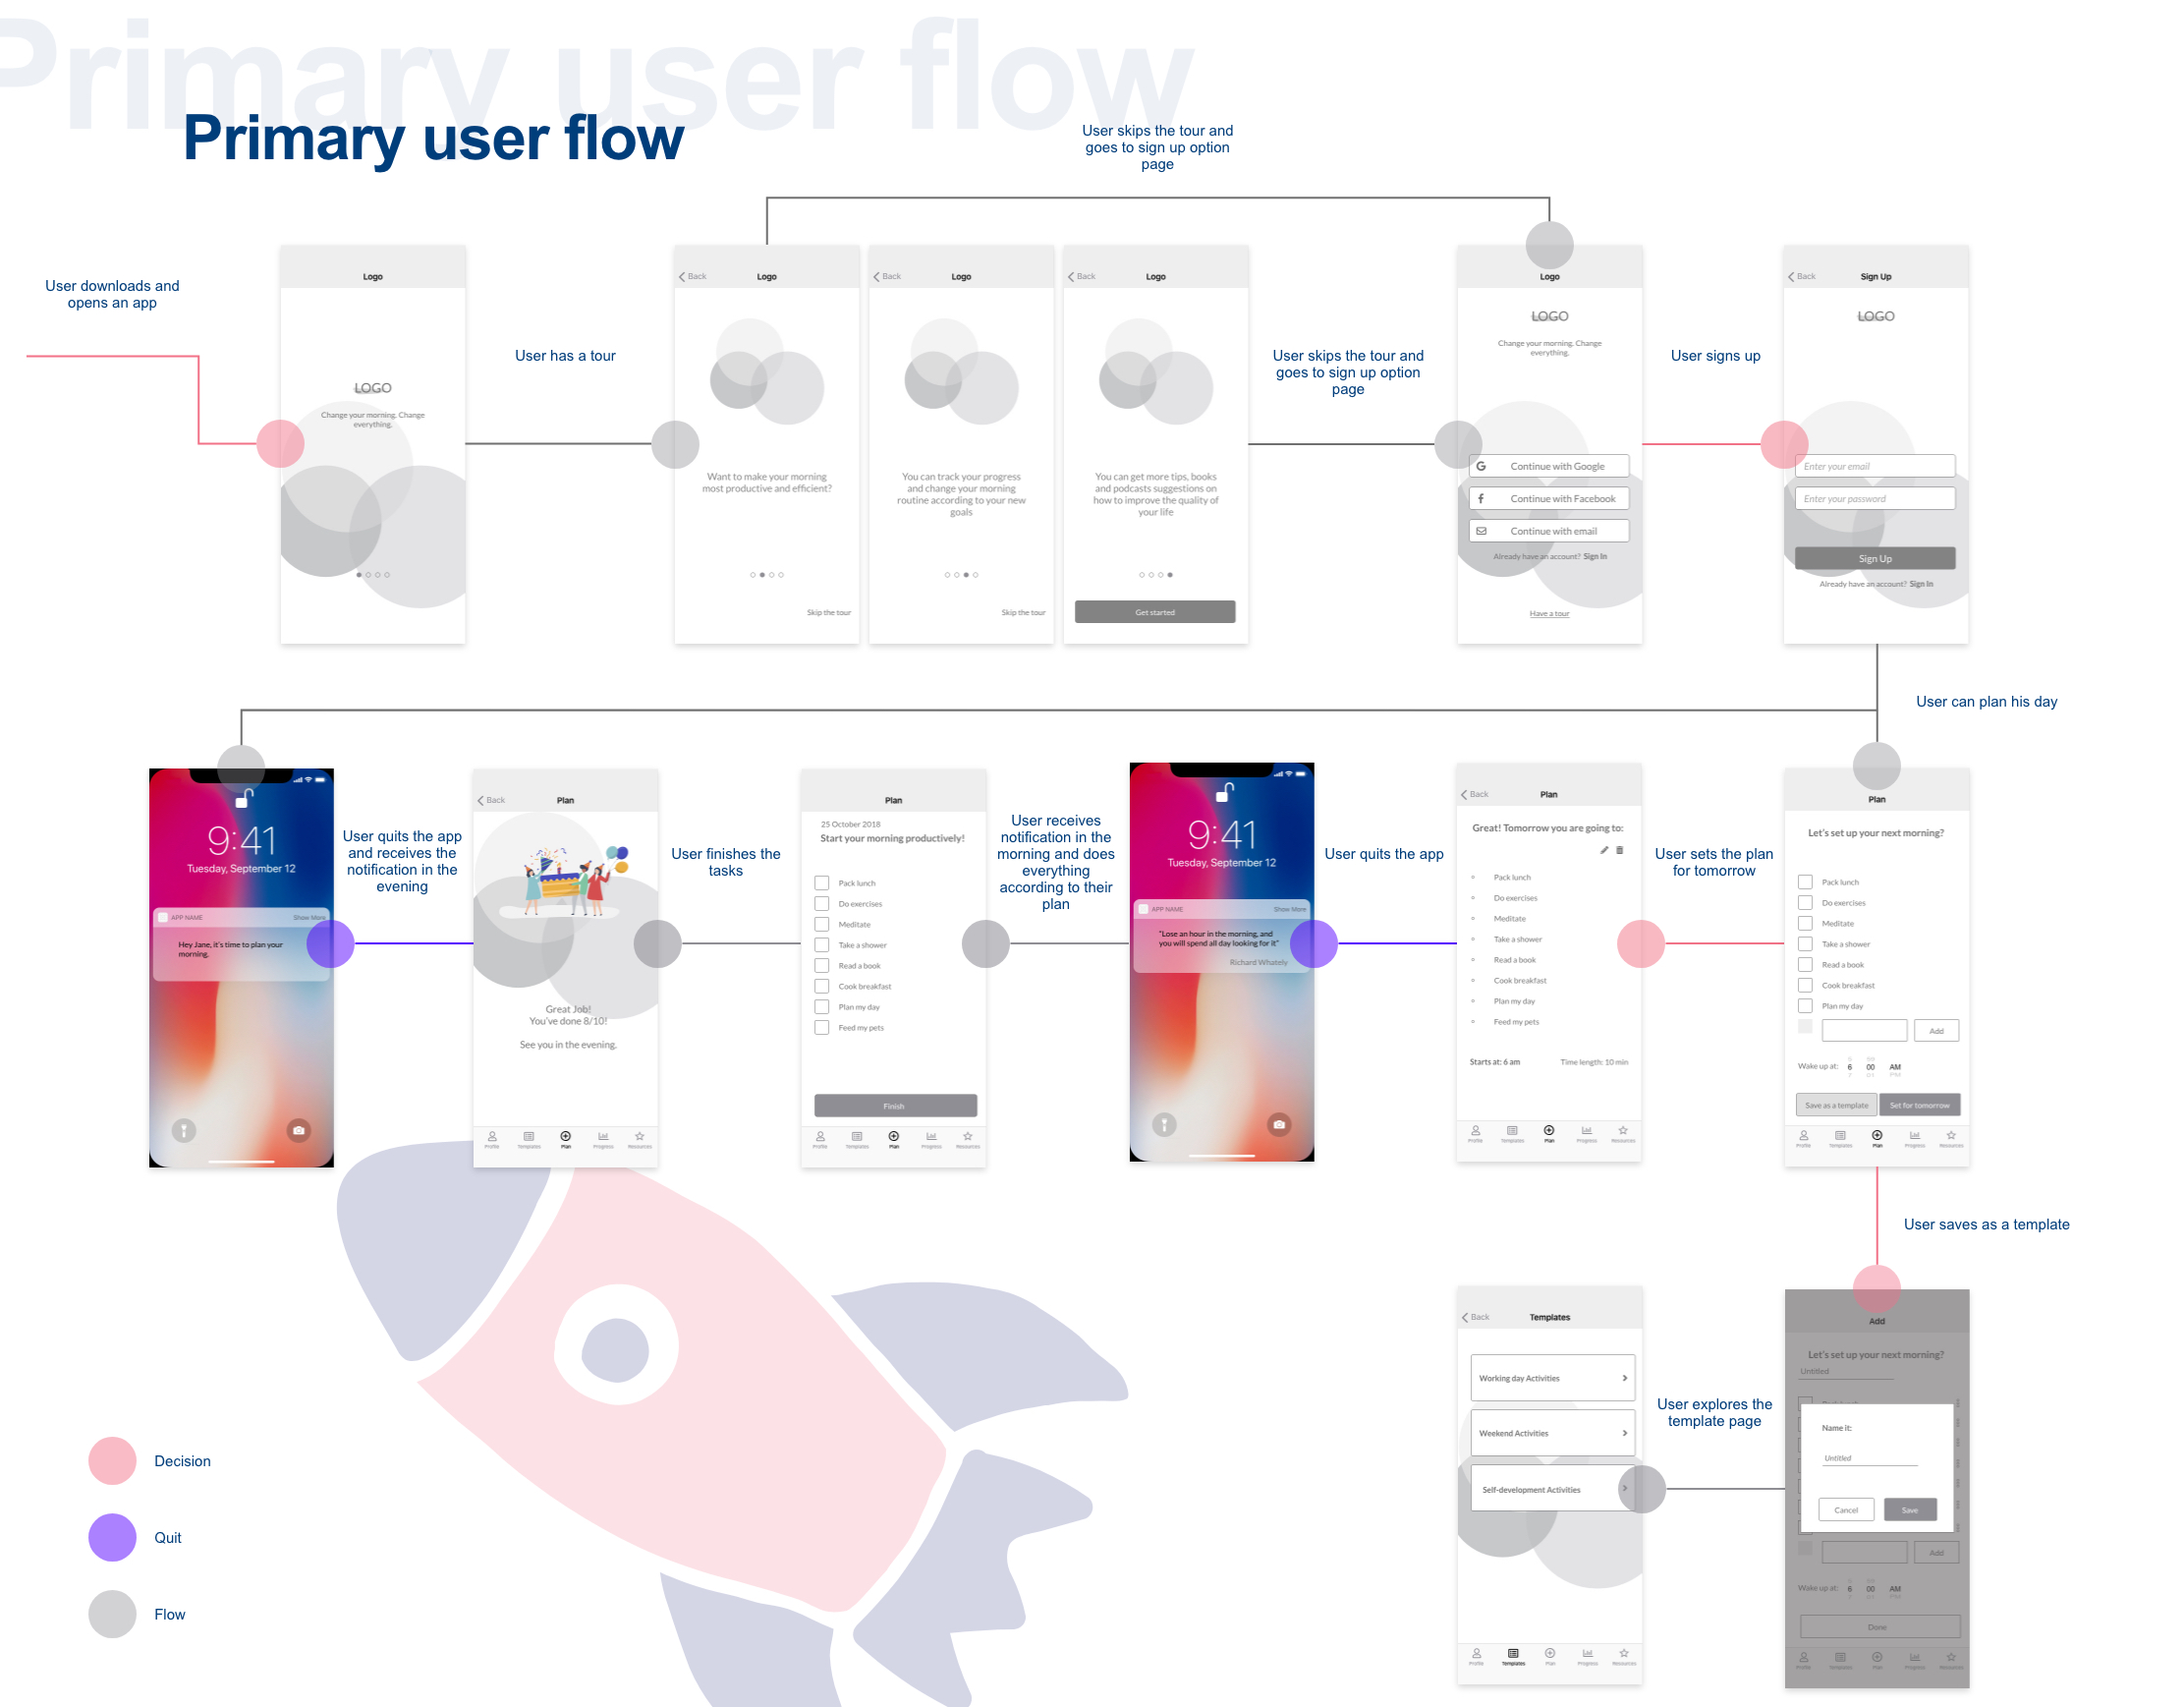 Primary user flow
Primary user flow
User skips the tour and
goes to sign up option
page
User downloads and
opens an app
Logo
LOGO
Change your morning. Change
everything.
User has a tour
Back
Logo
Want to make your morning
most productive and efficient?
Skip the tour
Back
Logo
You can track your progress
and change your morning
routine according to your new
goals
Skip the tour
Back
Logo
You can get more tips, books
and podcasts suggestions on
how to improve the quality of
your life
Get started
User skips the tour and
goes to sign up option
page
Logo
LOGO
Change your morning. Change
everything.
G Continue with Google
f Continue with Facebook
Continue with email
Already have an account? Sign In
Have a tour
User signs up
Back
Sign Up
LOGO
Enter your email
Enter your password
Sign Up
Already have an account? Sign In
User can plan his day
9:41
Tuesday, September 12
APP NAME
Show More
Hey Jane, it's time to plan your
morning.
User quits the app
and receives the
notification in the
evening
Back
Plan
Great Job!
You've done 8/10!
See you in the evening.
Profile
Templates
Plan
Progress
Resources
User finishes the
tasks
Plan
25 October 2018
Start your morning productively!
Pack lunch
Do exercises
Meditate
Take a shower
Read a book
Cook breakfast
Plan my day
Feed my pets
Finish
Profile
Templates
Plan
Progress
Resources
User receives
notification in the
morning and does
everything
according to their
plan
9:41
Tuesday, September 12
APP NAME
Show More
"Lose an hour in the morning, and
you will spend all day looking for it"
Richard Whately
User quits the app
Back
Plan
Great! Tomorrow you are going to:
Pack lunch
Do exercises
Meditate
Take a shower
Read a book
Cook breakfast
Plan my day
Feed my pets
Starts at: 6 am
Time length: 10 min
Profile
Templates
Plan
Progress
Resources
User sets the plan
for tomorrow
Plan
Let's set up your next morning?
Pack lunch
Do exercises
Meditate
Take a shower
Read a book
Cook breakfast
Plan my day
Add
Wake up at: 6 00 AM
PM
Save as a template
Set for tomorrow
Profile
Templates
Plan
Progress
Resources
User saves as a template
Back
Templates
Working day Activities
Weekend Activities
Self-development Activities
Profile
Templates
Plan
Progress
Resources
User explores the
template page
Add
Let's set up your next morning?
Untitled
Name it:
Untitled
Cancel
Save
Add
Wake up at: 6 00 AM
Done
Profile
Templates
Plan
Progress
Resources
Decision
Quit
Flow